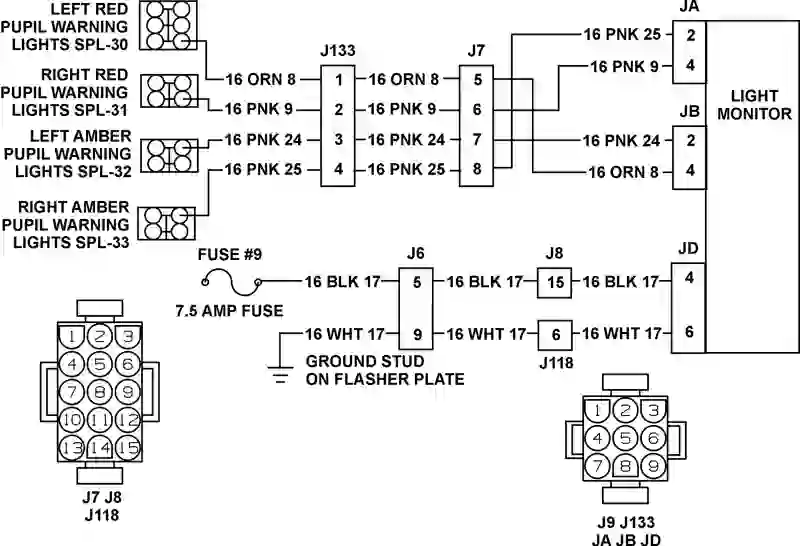 LEFT RED
PUPIL WARNING
LIGHTS SPL-30
RIGHT RED
PUPIL WARNING
LIGHTS SPL-31
LEFT AMBER
PUPIL WARNING
LIGHTS SPL-32
RIGHT AMBER
PUPIL WARNING
LIGHTS SPL-33
J133
J7
JA
16 PNK 25 2
16 PNK 9 4
16 ORN 8 1 16 ORN 8 5
16 PNK 9 2 16 PNK 9 6
16 PNK 24 3 16 PNK 24 7
16 PNK 25 4 16 PNK 25 8
JB
16 PNK 24 2
16 ORN 8 4
LIGHT
MONITOR
FUSE #9
7.5 AMP FUSE
J6
J8
JD
16 BLK 17 5 16 BLK 17 15 16 BLK 17 4
16 WHT 17 9 16 WHT 17 6 16 WHT 17 6
J118
GROUND STUD
ON FLASHER PLATE
1 2 3
4 5 6
7 8 9
10 11 12
13 14 15
J7 J8
J118
1 2 3
4 5 6
7 8 9
J9 J133
JA JB JD